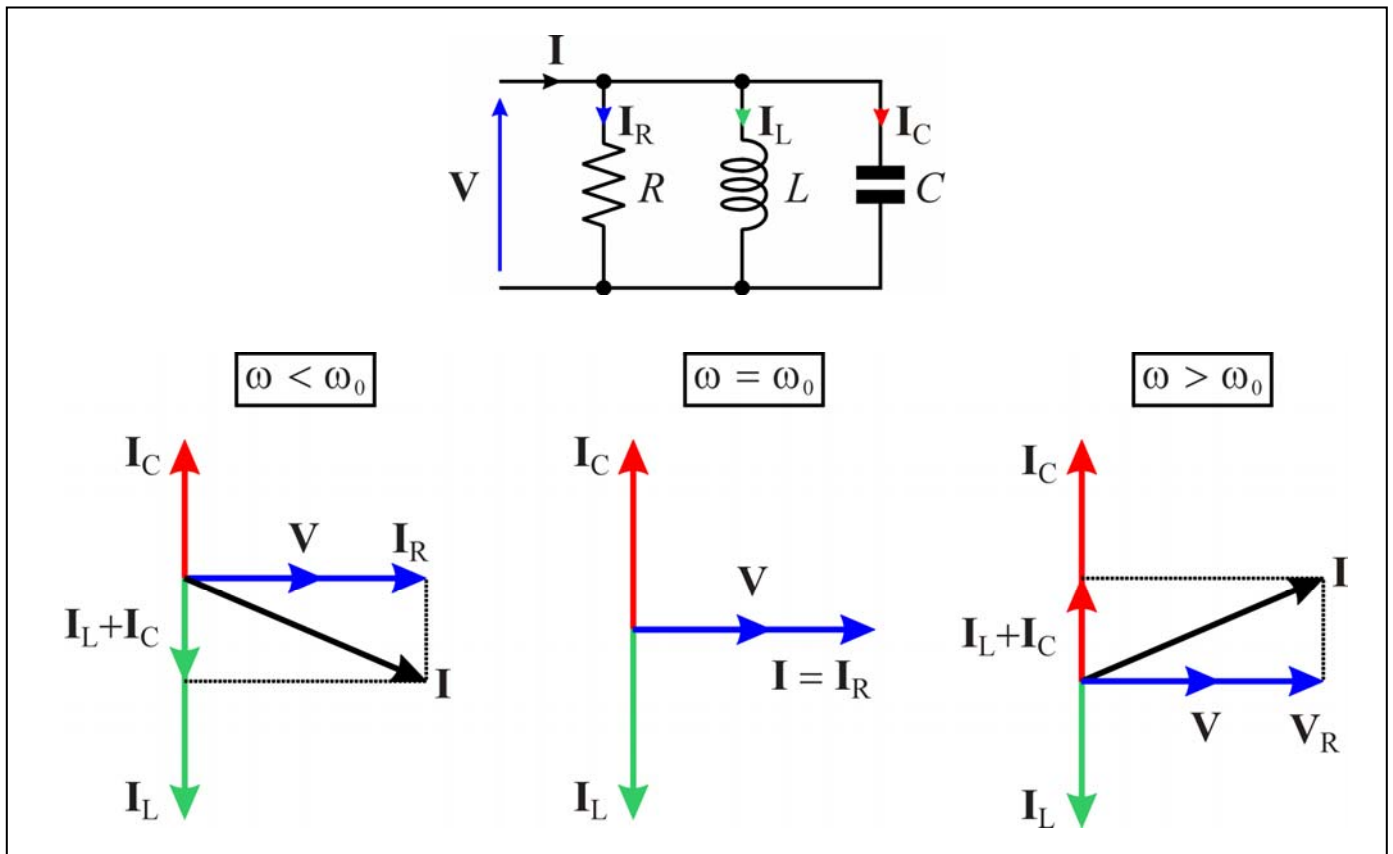 I
I_R I_L I_C
V R L C
ω < ω₀ ω = ω₀ ω > ω₀
I_C I_C I_C
V I_R V I
I_L+I_C I_L+I_C
I I = I_R V V_R
I_L I_L I_L